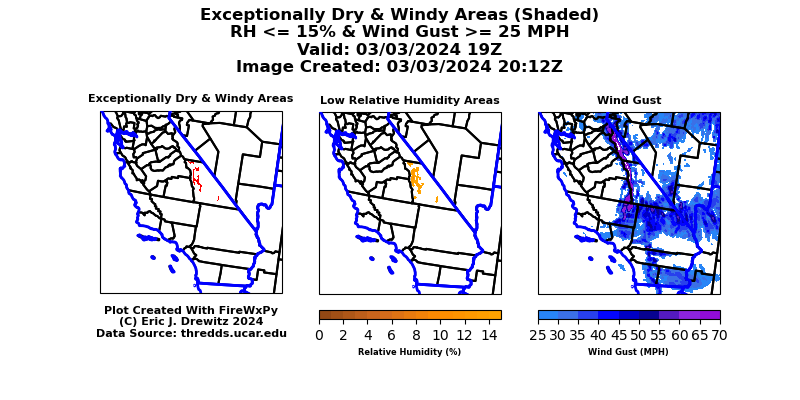 Exceptionally Dry & Windy Areas (Shaded)
RH <= 15% & Wind Gust >= 25 MPH
Valid: 03/03/2024 19Z
Image Created: 03/03/2024 20:12Z
Exceptionally Dry & Windy Areas
Low Relative Humidity Areas
Wind Gust
Plot Created With FireWxPy
(C) Eric J. Drewitz 2024
Data Source: thredds.ucar.edu
0 2 4 6 8 10 12 14
Relative Humidity (%)
25 30 35 40 45 50 55 60 65 70
Wind Gust (MPH)